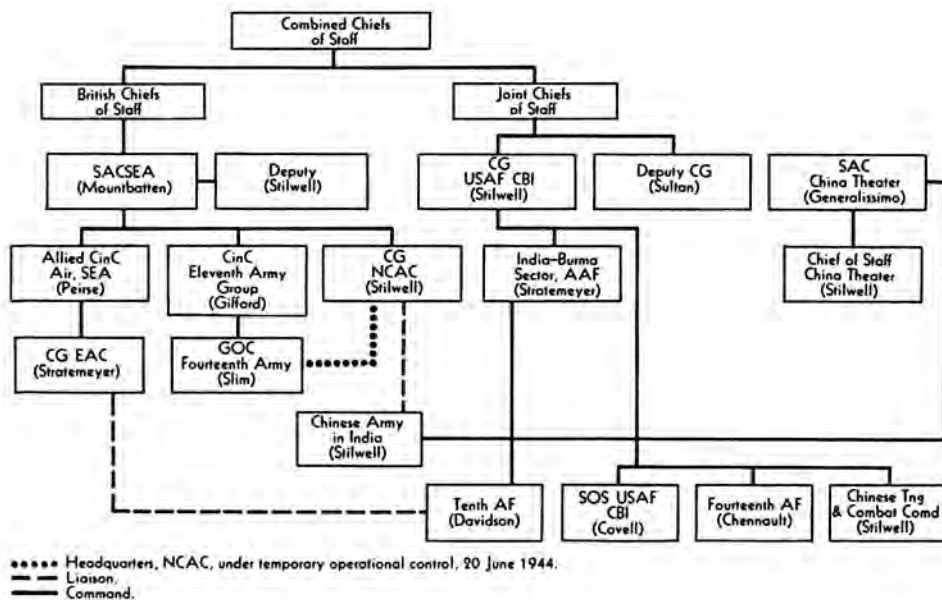 Combined Chiefs
of Staff
British Chiefs
of Staff
Joint Chiefs
of Staff
SACSEA
(Mountbatten)
Deputy
(Stilwell)
CG
USAF CBI
(Stilwell)
Deputy CG
(Sultan)
SAC
China Theater
(Generalissimo)
Allied CinC
Air, SEA
(Peirse)
CinC
Eleventh Army
Group
(Gifford)
CG
NCAC
(Stilwell)
India-Burma
Sector, AAF
(Stratemeyer)
Chief of Staff
China Theater
(Stilwell)
CG EAC
(Stratemeyer)
GOC
Fourteenth Army
(Slim)
Chinese Army
in India
(Stilwell)
Tenth AF
(Davidson)
SOS USAF
CBI
(Covell)
Fourteenth AF
(Chennault)
Chinese Tng
& Combat Comd
(Stilwell)
Headquarters, NCAC, under temporary operational control, 20 June 1944.
Liaison.
Command.